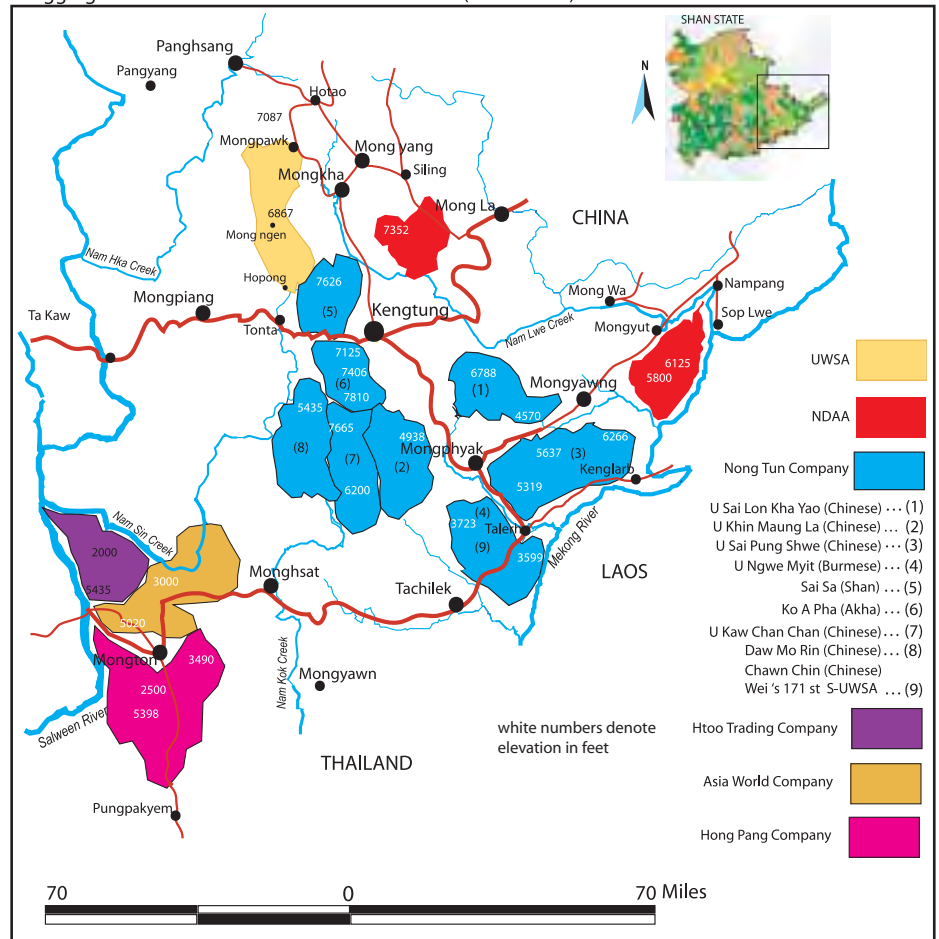 SHAN STATE
N
Panghsang
Pangyang
Hotao
7087
Mongpawk
Mong yang
Mongkha
Siling
Mong La
CHINA
6867
Mong ngen
7352
Nam Hka Creek
Hopong
7626
(5)
Mong Wa
Nampang
Mongpiang
Kengtung
Ta Kaw
Tonta
Nam Lwe Creek
Mongyut
Sop Lwe
7125
7406
(6)
7810
6788
(1)
4570
Mongyawng
6125
5800
UWSA
NDAA
5435
(8)
7665
(7)
6200
4938
(2)
Mongphyak
6266
5637
(3)
5319
Kenglarb
Nong Tun Company
U Sai Lon Kha Yao (Chinese) ... (1)
U Khin Maung La (Chinese) ... (2)
U Sai Pung Shwe (Chinese) ... (3)
U Ngwe Myit (Burmese) ... (4)
Sai Sa (Shan) ... (5)
Ko A Pha (Akha) ... (6)
U Kaw Chan Chan (Chinese) ... (7)
Daw Mo Rin (Chinese) ... (8)
Chawn Chin (Chinese)
Wei 's 171 st S-UWSA ... (9)
(4)
3723
Talerh
(9)
3599
Mekong River
LAOS
Nam Sin Creek
2000
5435
3000
5020
Monghsat
Tachilek
Mongton
3490
2500
5398
Nam Kok Creek
Mongyawn
Salween River
THAILAND
white numbers denote
elevation in feet
Pungpakyem
Htoo Trading Company
Asia World Company
Hong Pang Company
70
0
70 Miles